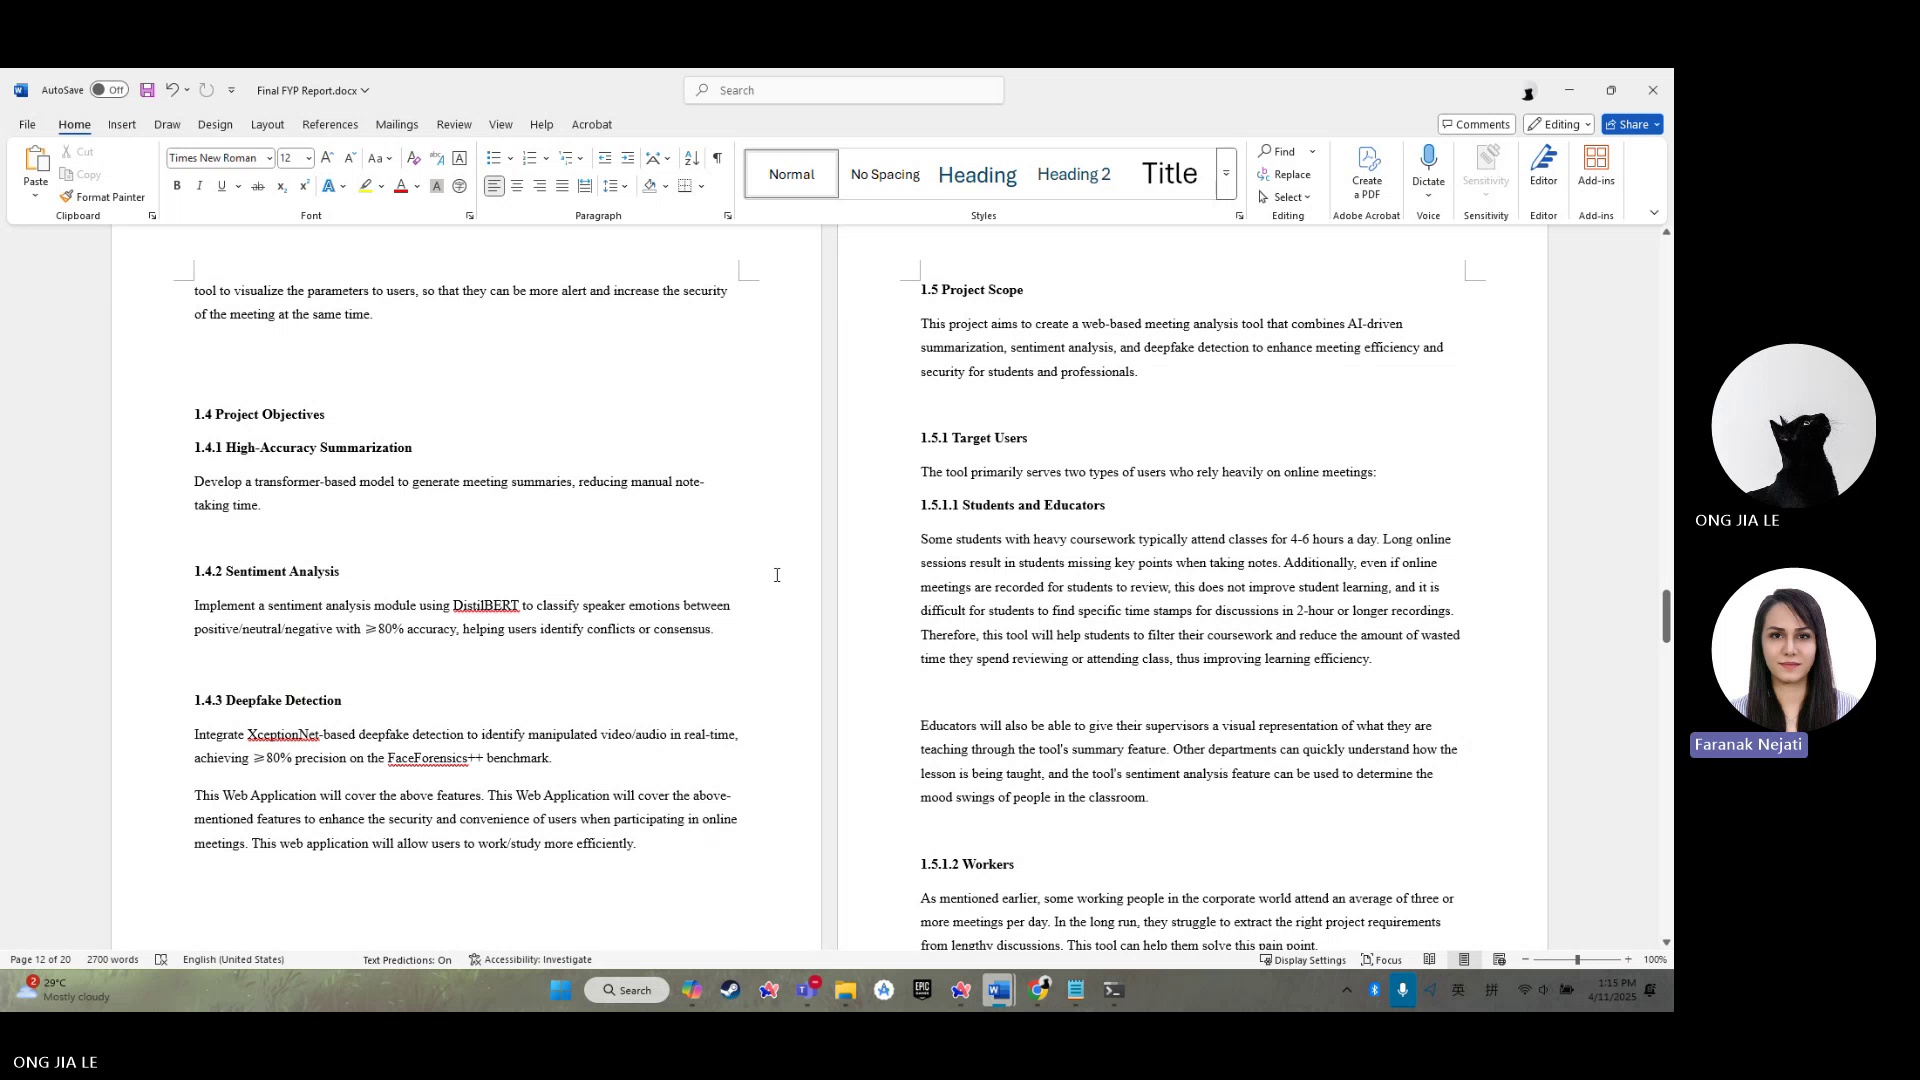 AutoSave
Off
Final FYP Report.docx
Search
File
Home
Insert
Draw
Design
Layout
References
Mailings
Review
View
Help
Acrobat
Comments
Editing
Share
Paste
Cut
Copy
Format Painter
Clipboard
Times New Roman
12
Font
Paragraph
Normal
No Spacing
Heading
Heading 2
Title
Styles
Find
Replace
Select
Editing
Create
a PDF
Adobe Acrobat
Dictate
Voice
Sensitivity
Sensitivity
Editor
Editor
Add-ins
Add-ins
tool to visualize the parameters to users, so that they can be more alert and increase the security
of the meeting at the same time.
1.4 Project Objectives
1.4.1 High-Accuracy Summarization
Develop a transformer-based model to generate meeting summaries, reducing manual note-
taking time.
1.4.2 Sentiment Analysis
Implement a sentiment analysis module using DistilBERT to classify speaker emotions between
positive/neutral/negative with ≥80% accuracy, helping users identify conflicts or consensus.
1.4.3 Deepfake Detection
Integrate XceptionNet-based deepfake detection to identify manipulated video/audio in real-time,
achieving ≥80% precision on the FaceForensics++ benchmark.
This Web Application will cover the above features. This Web Application will cover the above-
mentioned features to enhance the security and convenience of users when participating in online
meetings. This web application will allow users to work/study more efficiently.
1.5 Project Scope
This project aims to create a web-based meeting analysis tool that combines AI-driven
summarization, sentiment analysis, and deepfake detection to enhance meeting efficiency and
security for students and professionals.
1.5.1 Target Users
The tool primarily serves two types of users who rely heavily on online meetings:
1.5.1.1 Students and Educators
Some students with heavy coursework typically attend classes for 4-6 hours a day. Long online
sessions result in students missing key points when taking notes. Additionally, even if online
meetings are recorded for students to review, this does not improve student learning, and it is
difficult for students to find specific time stamps for discussions in 2-hour or longer recordings.
Therefore, this tool will help students to filter their coursework and reduce the amount of wasted
time they spend reviewing or attending class, thus improving learning efficiency.
Educators will also be able to give their supervisors a visual representation of what they are
teaching through the tool's summary feature. Other departments can quickly understand how the
lesson is being taught, and the tool's sentiment analysis feature can be used to determine the
mood swings of people in the classroom.
1.5.1.2 Workers
As mentioned earlier, some working people in the corporate world attend an average of three or
more meetings per day. In the long run, they struggle to extract the right project requirements
from lengthy discussions. This tool can help them solve this pain point.
Page 12 of 20
2700 words
English (United States)
Text Predictions: On
Accessibility: Investigate
Display Settings
Focus
100%
2
29°C
Mostly cloudy
Search
EPIC
GAMES
英
拼
1:15 PM
4/11/2025
ONG JIA LE
Faranak Nejati
ONG JIA LE